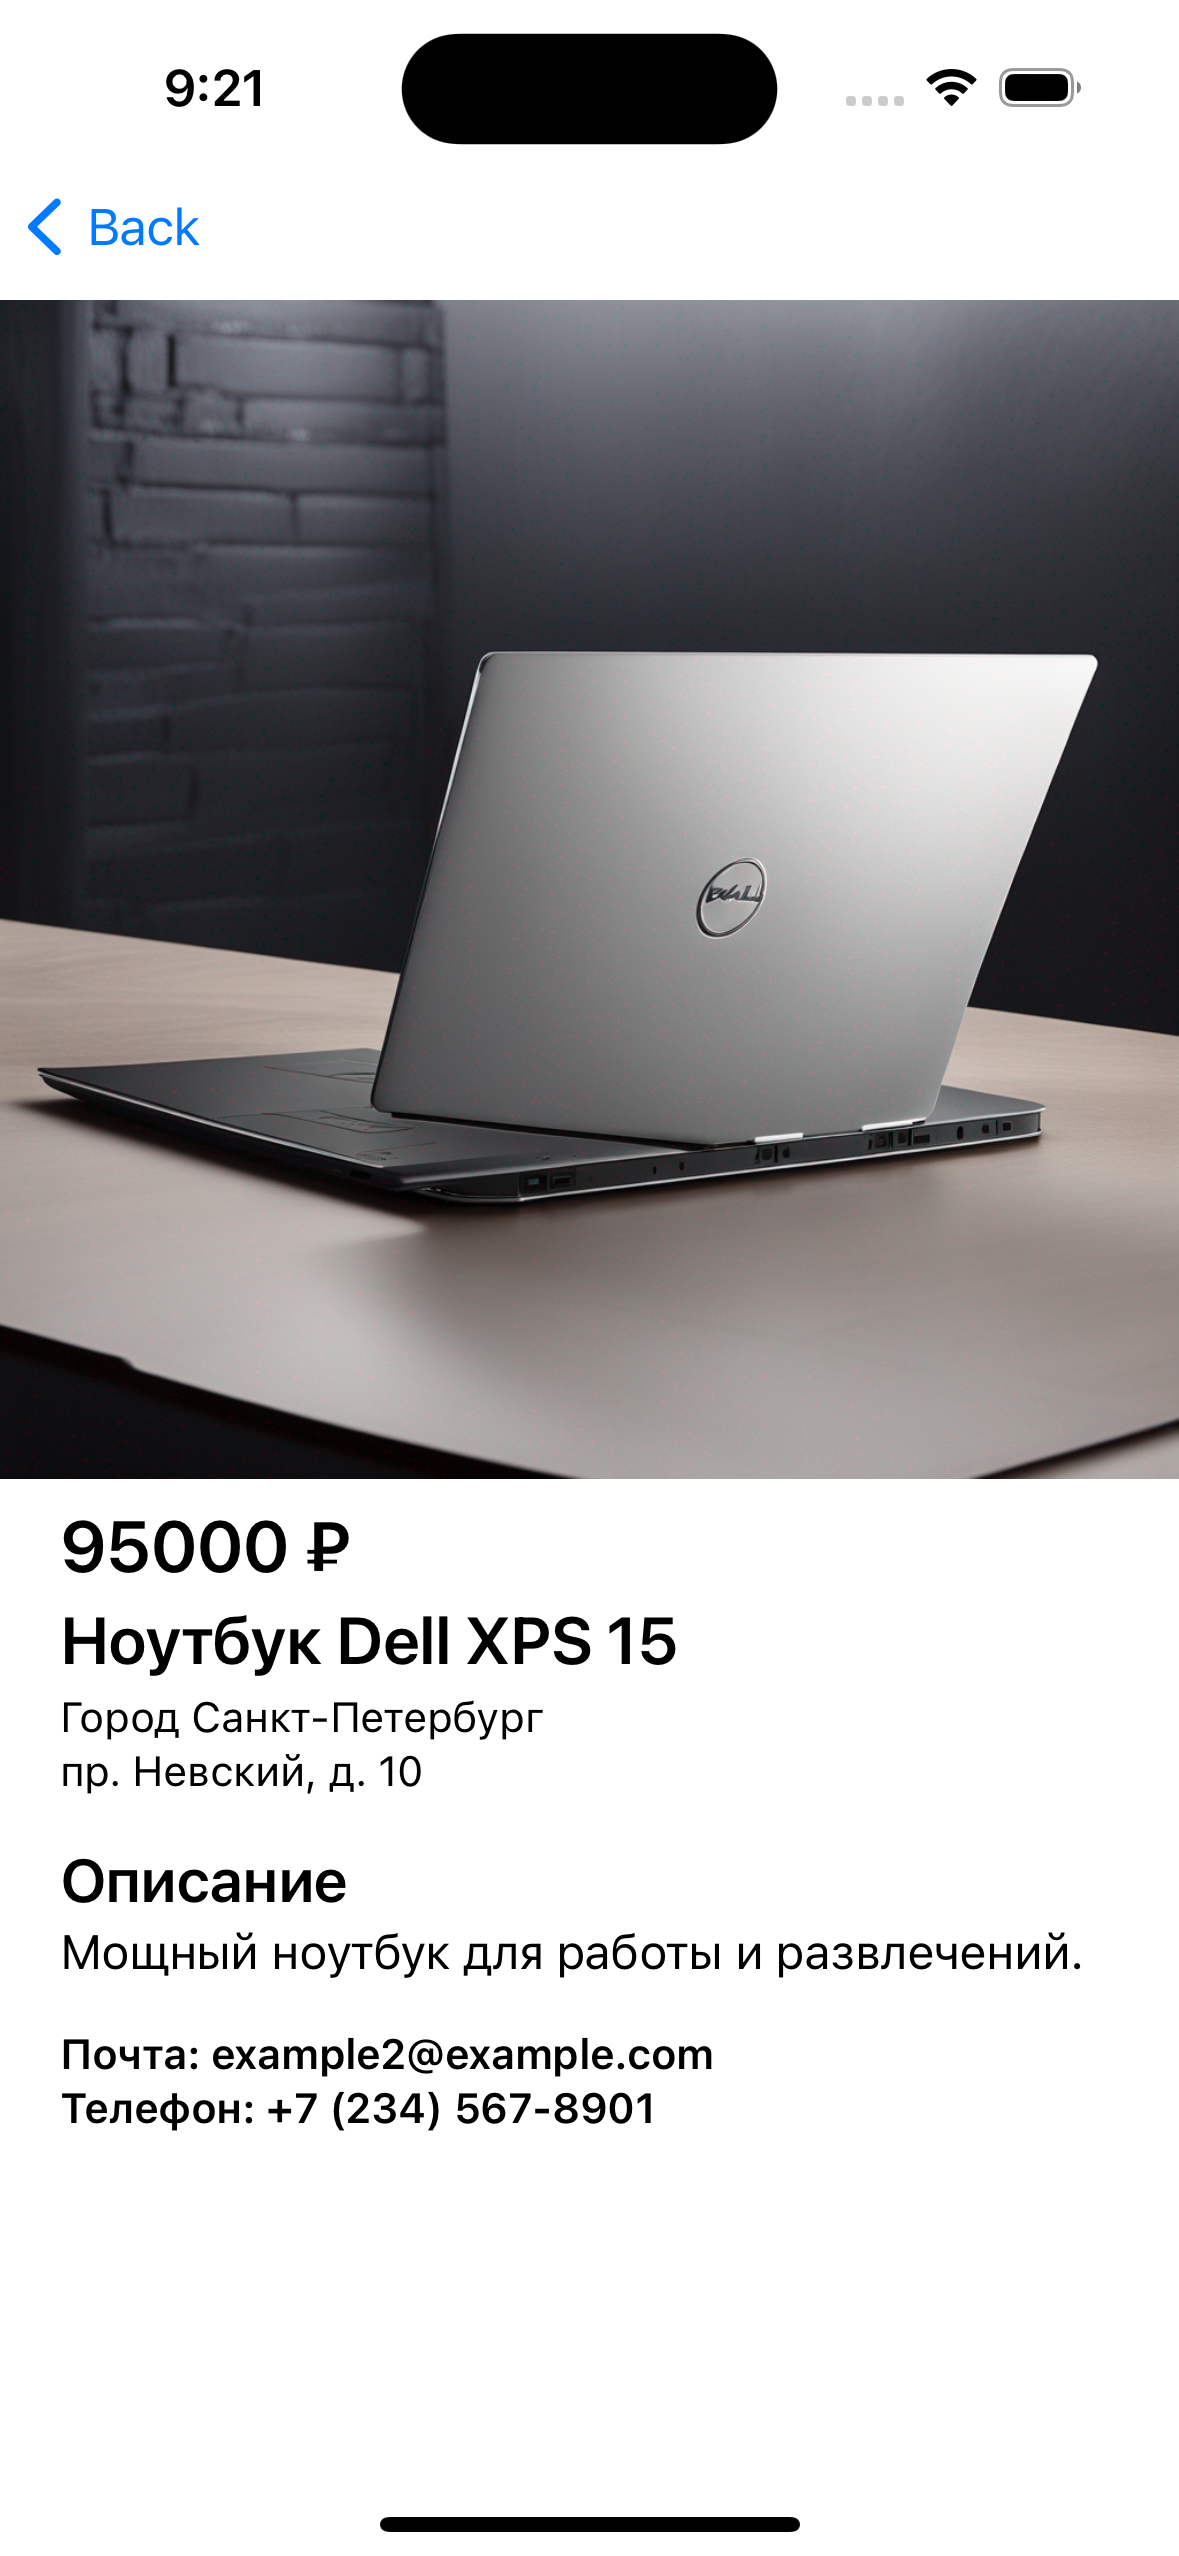 9:21
Back
95000 ₽
Ноутбук Dell XPS 15
Город Санкт-Петербург
пр. Невский, д. 10
Описание
Мощный ноутбук для работы и развлечений.
Почта: example2@example.com
Телефон: +7 (234) 567-8901